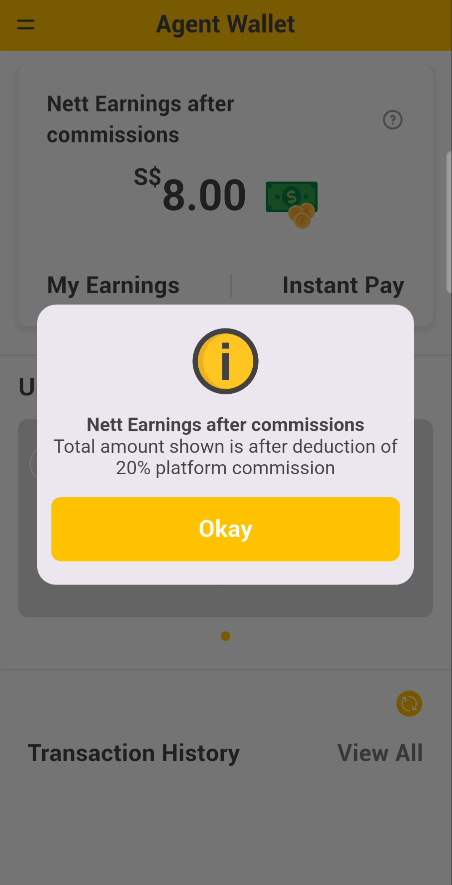 Agent Wallet
Nett Earnings after
commissions
?
S$8.00
My Earnings | Instant Pay
U
Nett Earnings after commissions
Total amount shown is after deduction of
20% platform commission
Okay
Transaction History View All